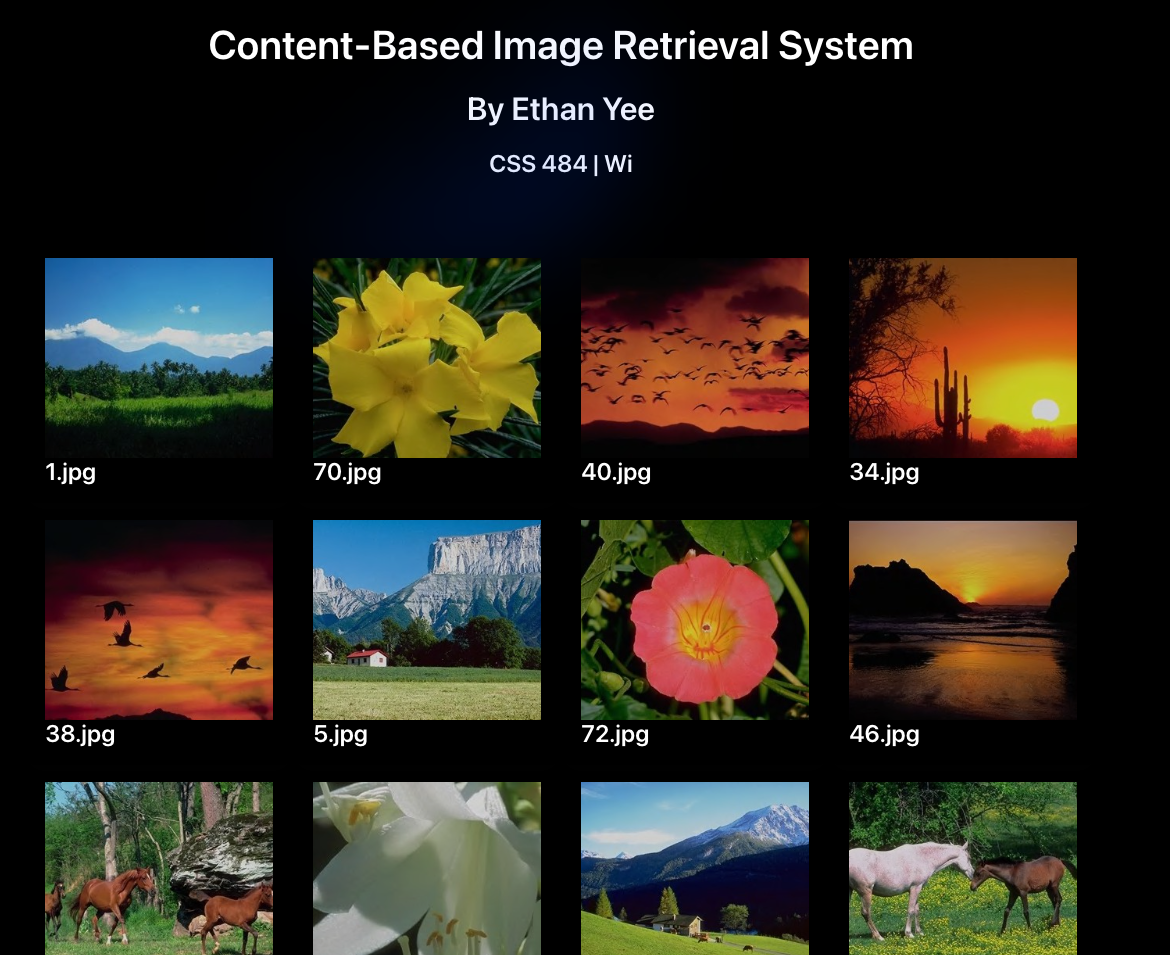 Content-Based Image Retrieval System
By Ethan Yee
CSS 484 | Wi
1.jpg
70.jpg
40.jpg
34.jpg
38.jpg
5.jpg
72.jpg
46.jpg